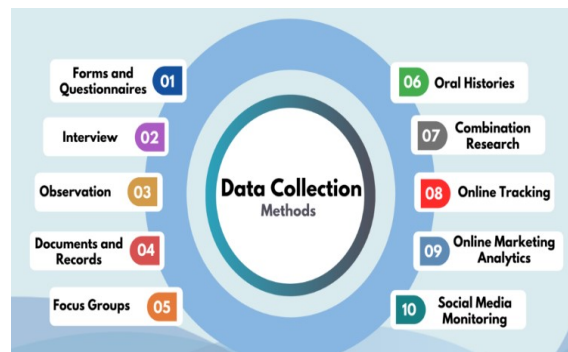 Data Collection
Methods
Forms and
Questionnaires
01
Interview
02
Observation
03
Documents and
Records
04
Focus Groups
05
06
Oral Histories
07
Combination
Research
08
Online Tracking
09
Online Marketing
Analytics
10
Social Media
Monitoring